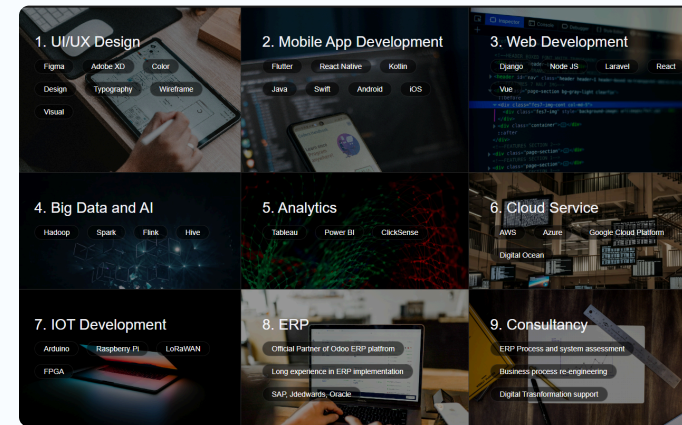 1. UI/UX Design
Figma Adobe XD Color
Design Typography Wireframe
Visual
2. Mobile App Development
Flutter React Native Kotlin
Java Swift Android iOS
3. Web Development
Django Node JS Laravel React
Vue
4. Big Data and AI
Hadoop Spark Flink Hive
5. Analytics
Tableau Power BI ClickSense
6. Cloud Service
AWS Azure Google Cloud Platform
Digital Ocean
7. IOT Development
Arduino Raspberry Pi LoRaWAN
FPGA
8. ERP
Official Partner of Odoo ERP platfrom
Long experience in ERP implementation
SAP, Jdedwards, Oracle
9. Consultancy
ERP Process and system assessment
Business process re-engineering
Digital Trasnformation support